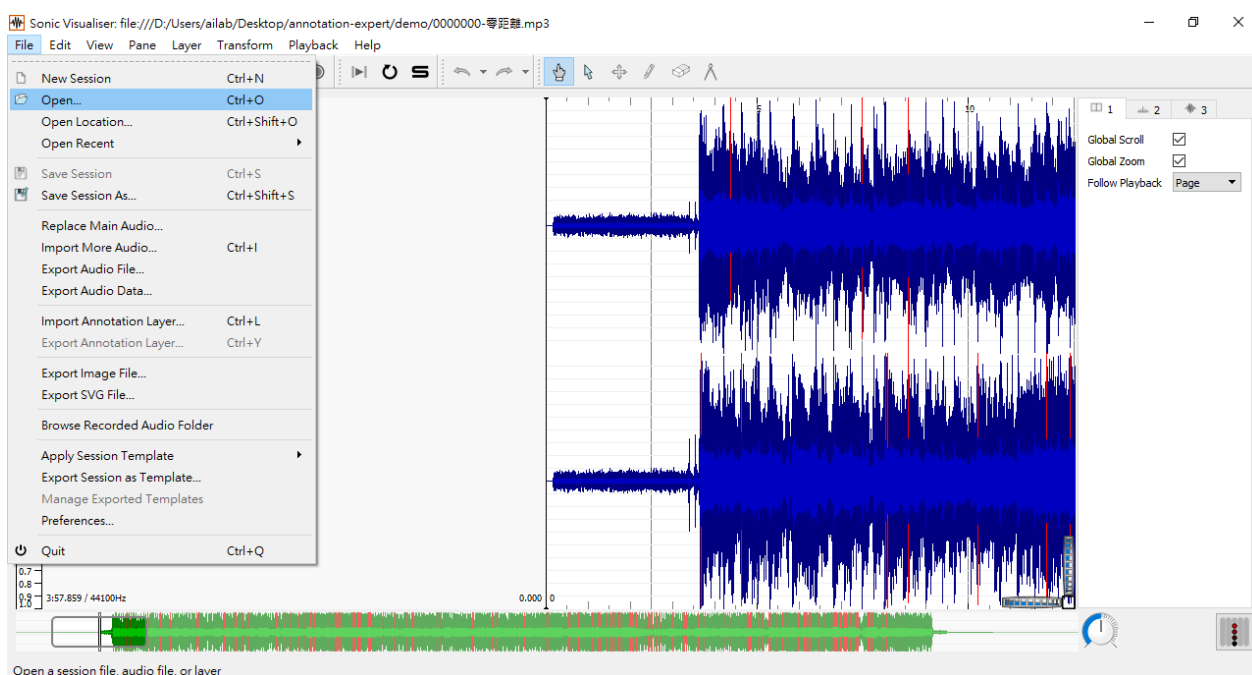 Sonic Visualiser: file:///D:/Users/ailab/Desktop/annotation-expert/demo/0000000-零距離.mp3
File Edit View Pane Layer Transform Playback Help
New Session Ctrl+N
Open... Ctrl+O
Open Location... Ctrl+Shift+O
Open Recent
Save Session Ctrl+S
Save Session As... Ctrl+Shift+S
Replace Main Audio...
Import More Audio... Ctrl+I
Export Audio File...
Export Audio Data...
Import Annotation Layer... Ctrl+L
Export Annotation Layer... Ctrl+Y
Export Image File...
Export SVG File...
Browse Recorded Audio Folder
Apply Session Template
Export Session as Template...
Manage Exported Templates
Preferences...
Quit Ctrl+Q
5 10
1 2 3
Global Scroll
Global Zoom
Follow Playback Page
0.7
0.8
0.9
1.0
3:57.859 / 44100Hz
0.000 0
Open a session file, audio file, or layer